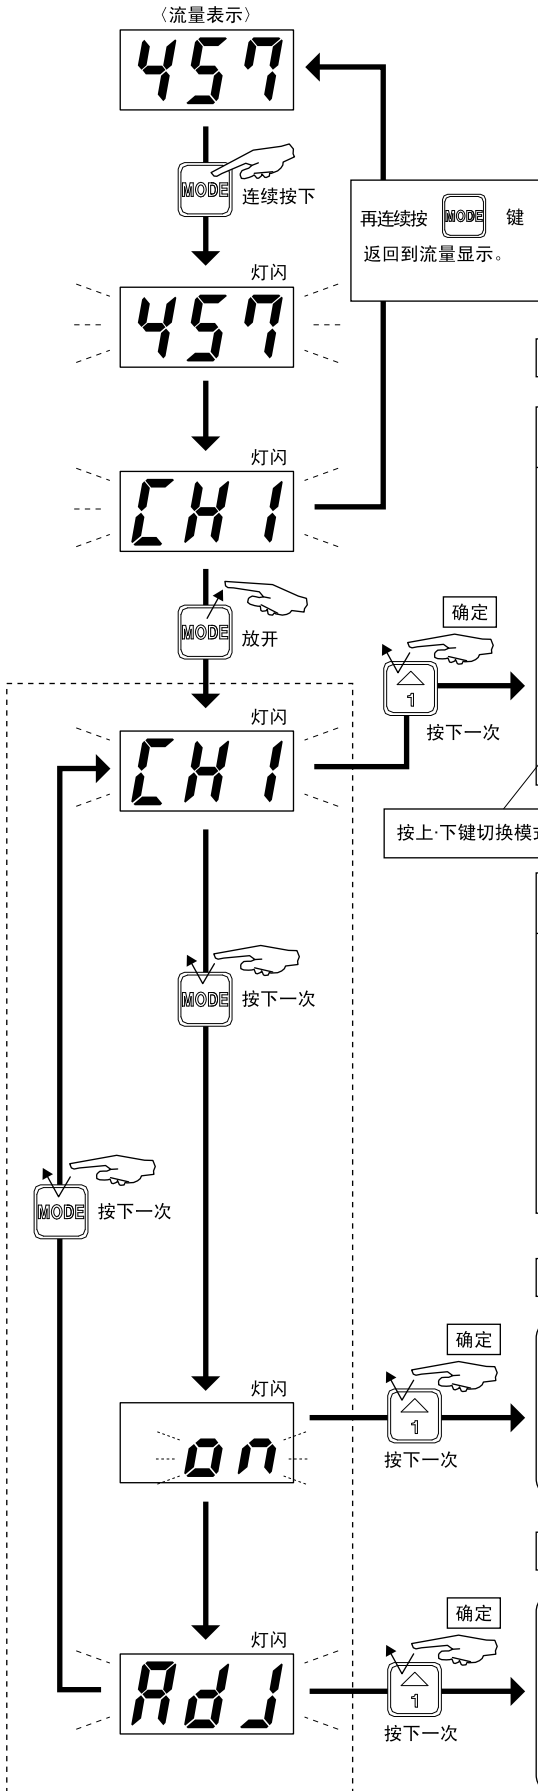 〈流量表示〉
457
MODE
连续按下
再连续按 MODE 键
返回到流量显示。
灯闪
457
灯闪
CH1
MODE
放开
确定
1
按下一次
灯闪
CH1
按上·下键切换模式
MODE
按下一次
MODE
按下一次
确定
灯闪
on
1
按下一次
确定
灯闪
AdJ
1
按下一次